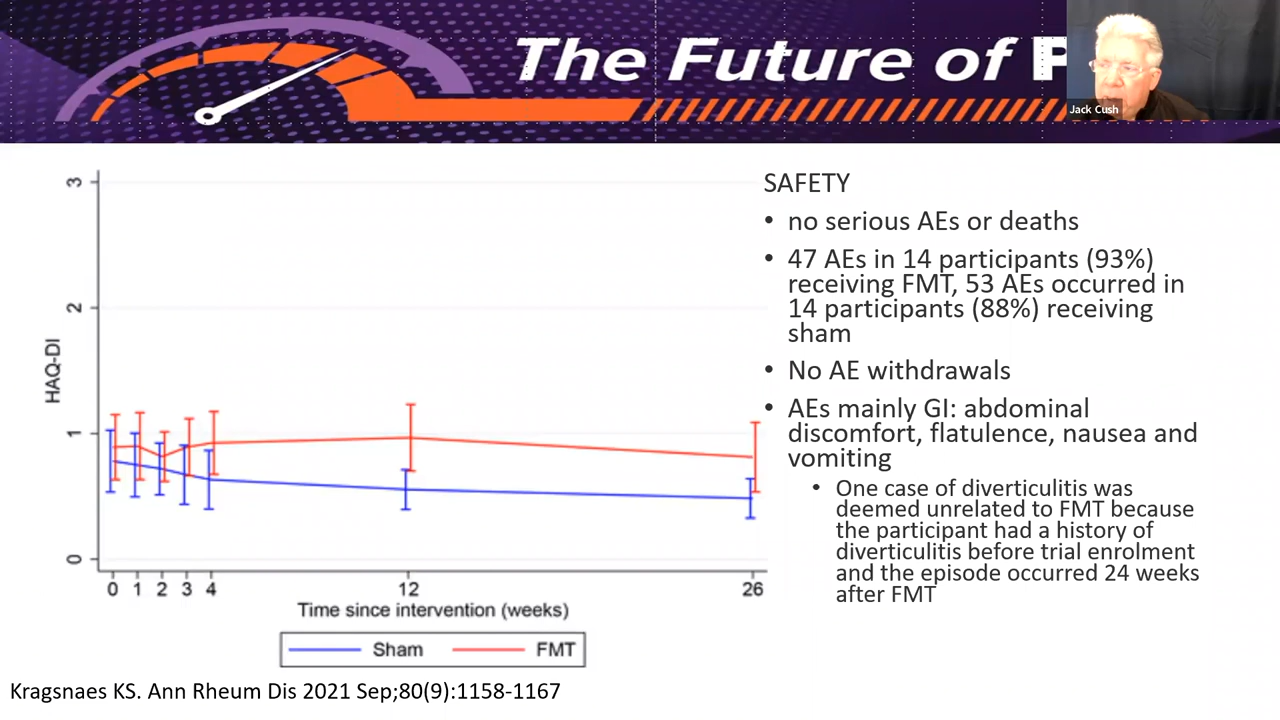 The Future of
Jack Cush
SAFETY
• no serious AEs or deaths
• 47 AEs in 14 participants (93%)
receiving FMT, 53 AEs occurred in
14 participants (88%) receiving
sham
• No AE withdrawals
• AEs mainly GI: abdominal
discomfort, flatulence, nausea and
vomiting
• One case of diverticulitis was
deemed unrelated to FMT because
the participant had a history of
diverticulitis before trial enrolment
and the episode occurred 24 weeks
after FMT
3
2
1
0
HAQ-DI
0 1 2 3 4 12 26
Time since intervention (weeks)
Sham FMT
Kragsnaes KS. Ann Rheum Dis 2021 Sep;80(9):1158-1167